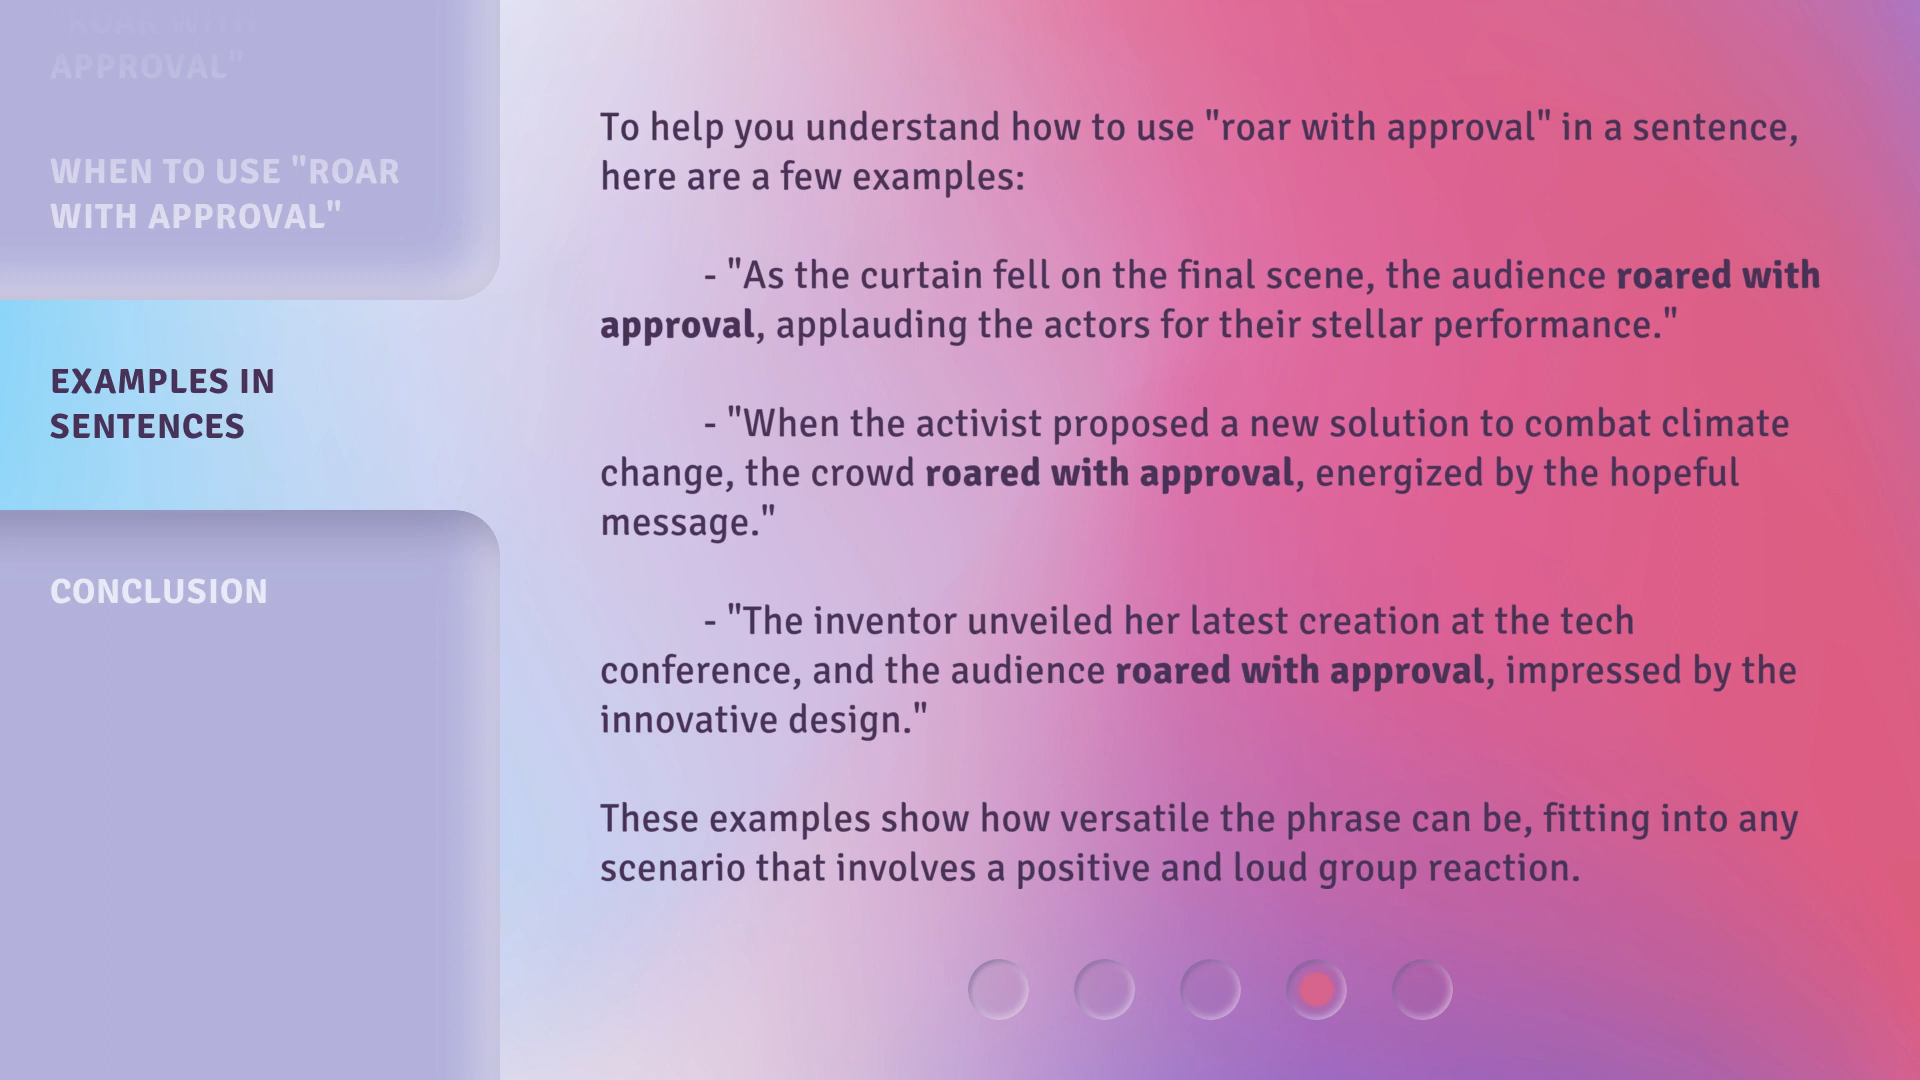 "ROAR WITH
APPROVAL"
WHEN TO USE "ROAR
WITH APPROVAL"
EXAMPLES IN
SENTENCES
CONCLUSION
To help you understand how to use "roar with approval" in a sentence,
here are a few examples:
- "As the curtain fell on the final scene, the audience roared with
approval, applauding the actors for their stellar performance."
- "When the activist proposed a new solution to combat climate
change, the crowd roared with approval, energized by the hopeful
message."
- "The inventor unveiled her latest creation at the tech
conference, and the audience roared with approval, impressed by the
innovative design."
These examples show how versatile the phrase can be, fitting into any
scenario that involves a positive and loud group reaction.